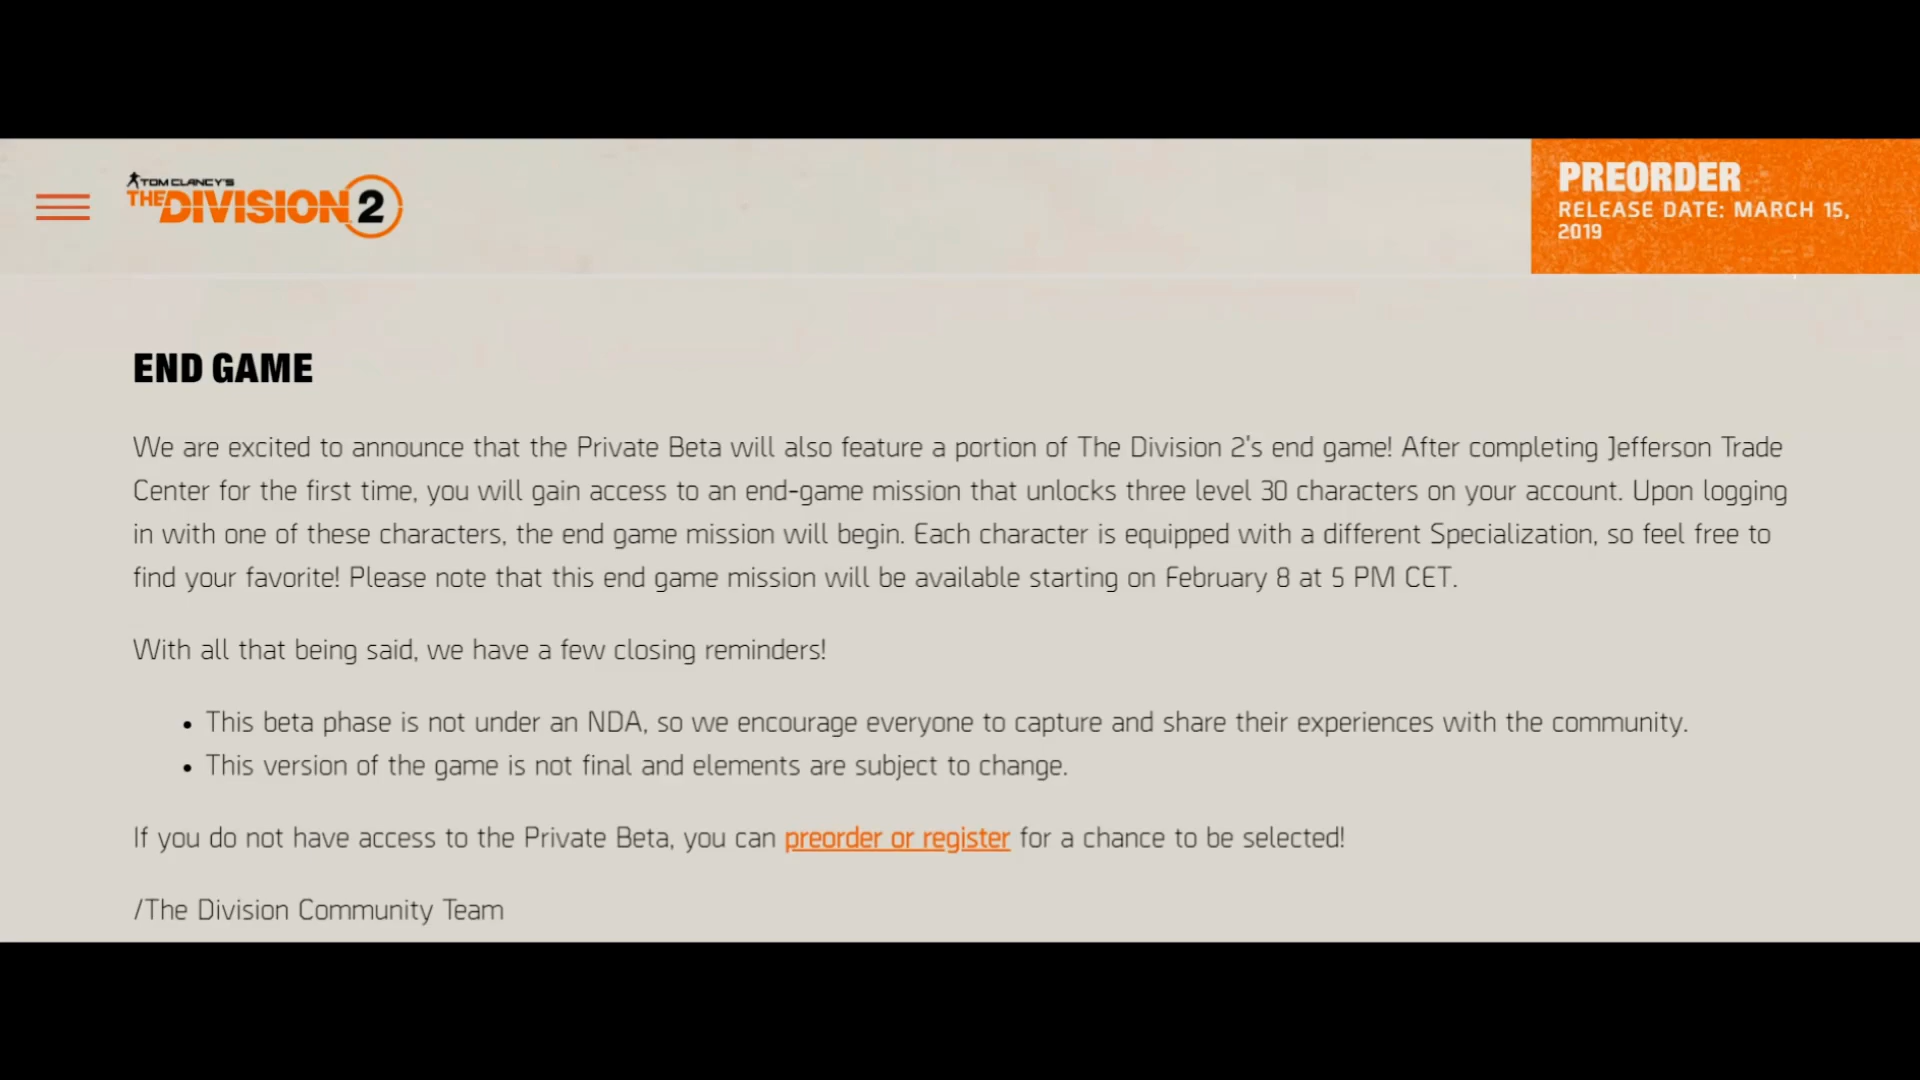 TOM CLANCY'S
THE DIVISION 2
PREORDER
RELEASE DATE: MARCH 15,
2019
END GAME
We are excited to announce that the Private Beta will also feature a portion of The Division 2's end game! After completing Jefferson Trade
Center for the first time, you will gain access to an end-game mission that unlocks three level 30 characters on your account. Upon logging
in with one of these characters, the end game mission will begin. Each character is equipped with a different Specialization, so feel free to
find your favorite! Please note that this end game mission will be available starting on February 8 at 5 PM CET.
With all that being said, we have a few closing reminders!
• This beta phase is not under an NDA, so we encourage everyone to capture and share their experiences with the community.
• This version of the game is not final and elements are subject to change.
If you do not have access to the Private Beta, you can preorder or register for a chance to be selected!
/The Division Community Team